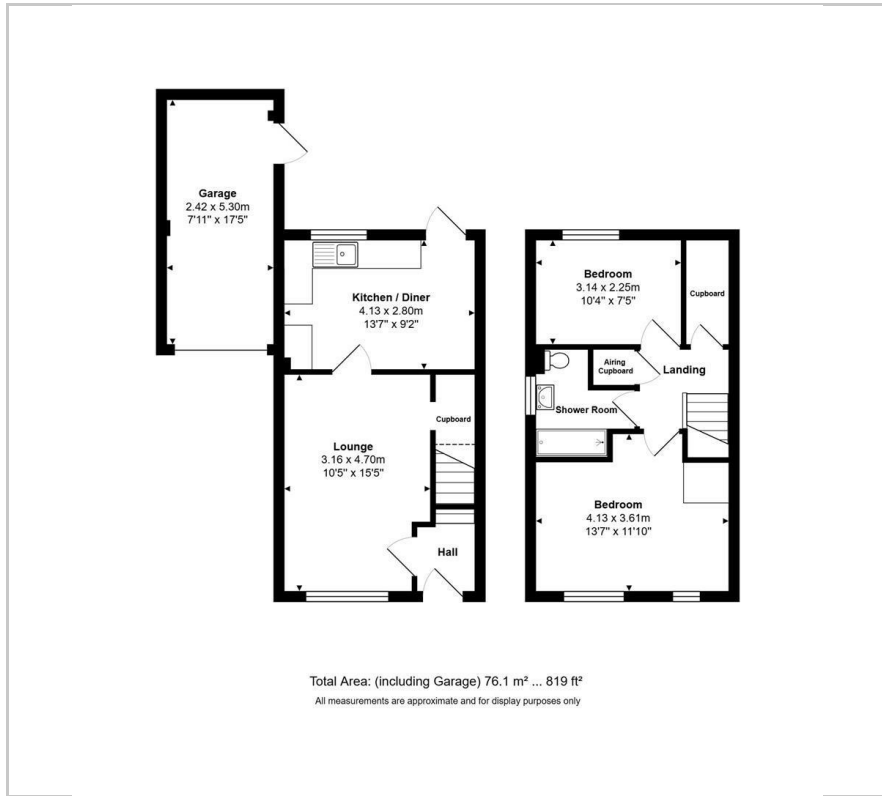 Garage
2.42 x 5.30m
7'11" x 17'5"
Kitchen / Diner
4.13 x 2.80m
13'7" x 9'2"
Cupboard
Lounge
3.16 x 4.70m
10'5" x 15'5"
Hall
Bedroom
3.14 x 2.25m
10'4" x 7'5"
Cupboard
Airing
Cupboard
Landing
Shower Room
Bedroom
4.13 x 3.61m
13'7" x 11'10"
Total Area: (including Garage) 76.1 m² ... 819 ft²
All measurements are approximate and for display purposes only